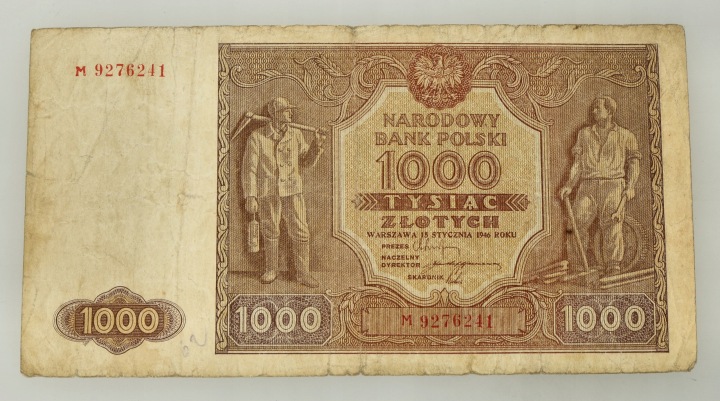 M 9276241
NARODOWY
BANK POLSKI
1000
TYSIĄC
ZŁOTYCH
WARSZAWA 15 STYCZNIA 1946 ROKU
PREZES
NACZELNY
DYREKTOR
SKARBNIK
1000
1000
M 9276241
1000